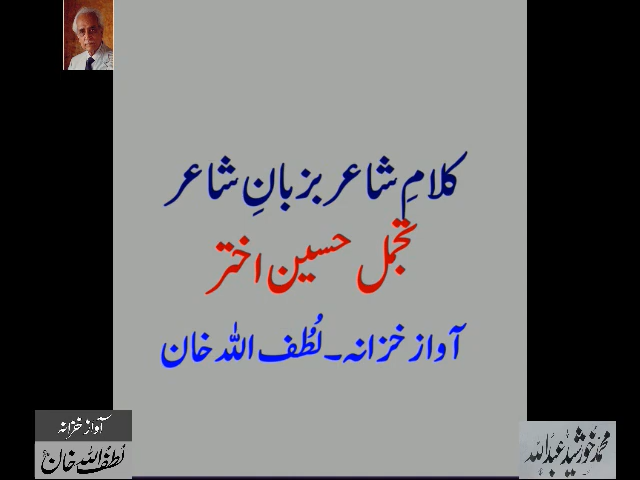 کلامِ شاعر بزبانِ شاعر
تجمل حسین اختر
آواز خزانہ۔ لُطف اللہ خان
آواز خزانہ
لُطفُ اللہ خان
محمد خورشید عبداللہ